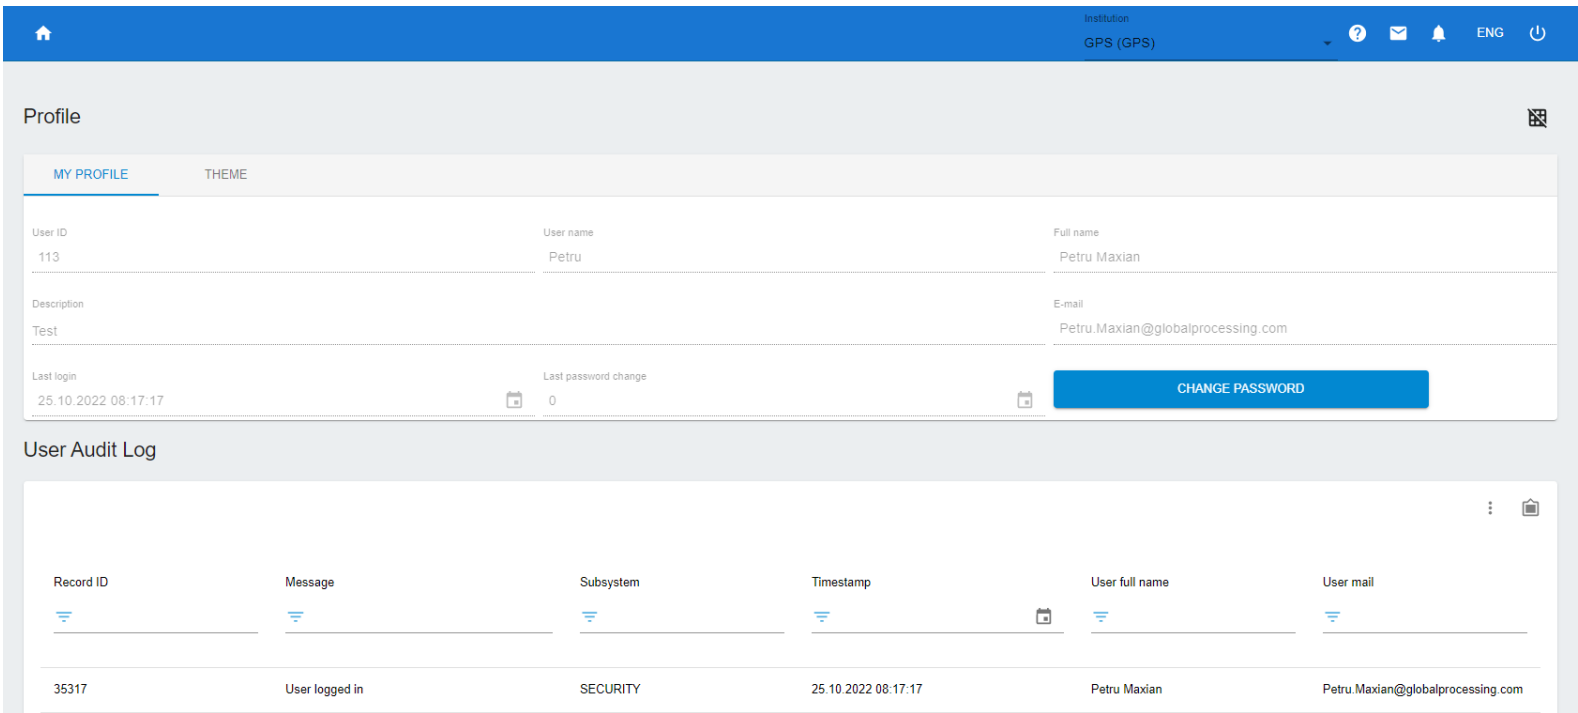 Institution
GPS (GPS)
ENG
Profile
MY PROFILE THEME
User ID User name Full name
113 Petru Petru Maxian
Description E-mail
Test Petru.Maxian@globalprocessing.com
Last login Last password change
25.10.2022 08:17:17 0 CHANGE PASSWORD
User Audit Log
Record ID Message Subsystem Timestamp User full name User mail
35317 User logged in SECURITY 25.10.2022 08:17:17 Petru Maxian Petru.Maxian@globalprocessing.com